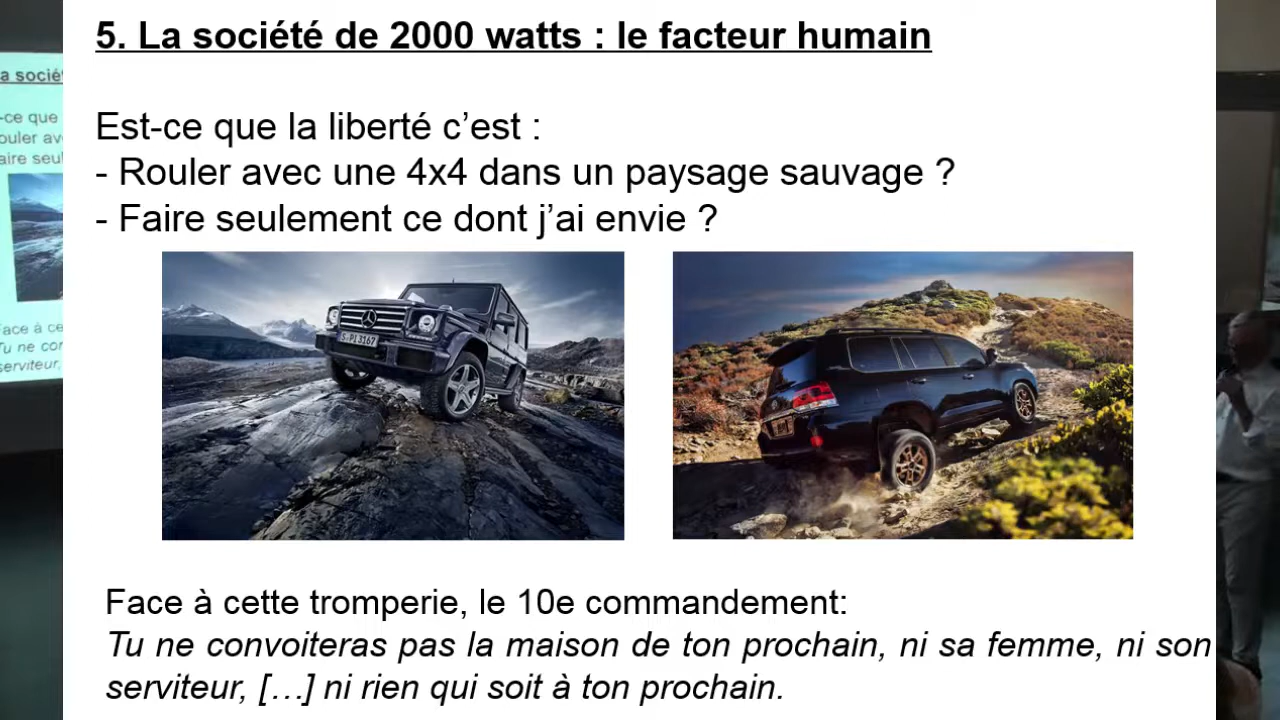 5. La société de 2000 watts : le facteur humain
Est-ce que la liberté c’est :
- Rouler avec une 4x4 dans un paysage sauvage ?
- Faire seulement ce dont j’ai envie ?
S·PI 3167
Face à cette tromperie, le 10e commandement:
Tu ne convoiteras pas la maison de ton prochain, ni sa femme, ni son
serviteur, […] ni rien qui soit à ton prochain.